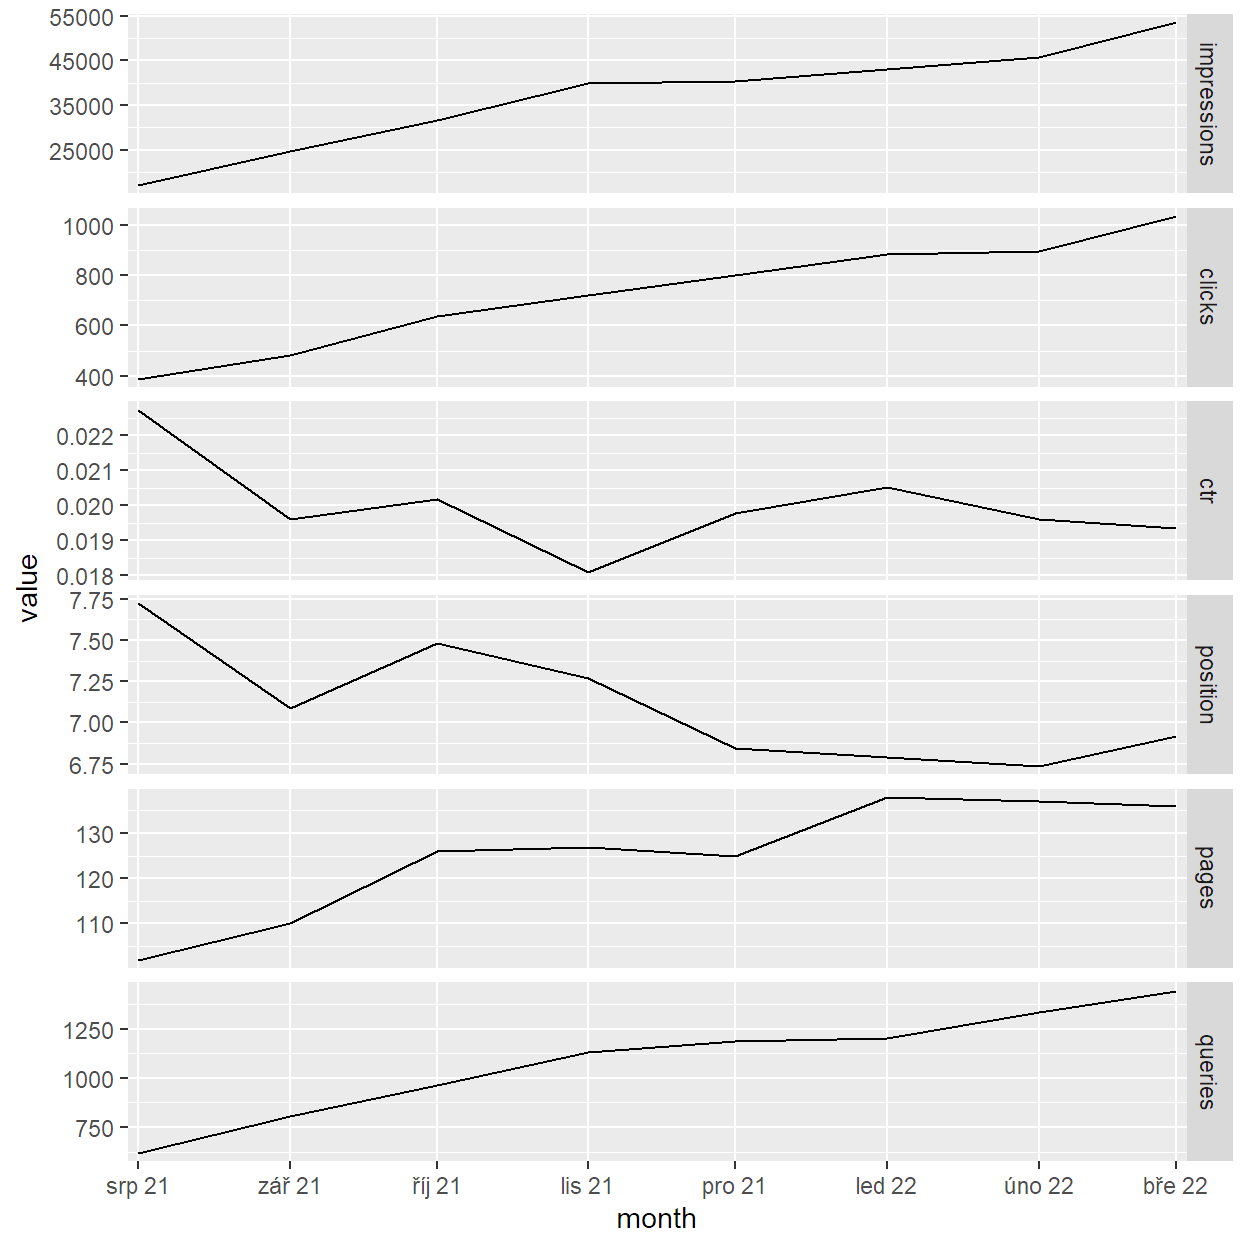 55000
45000
35000
25000
impressions
1000
800
600
400
clicks
0.022
0.021
0.020
0.019
0.018
ctr
value
7.75
7.50
7.25
7.00
6.75
position
130
120
110
pages
1250
1000
750
queries
srp 21 zář 21 říj 21 lis 21 pro 21 led 22 úno 22 bře 22
month